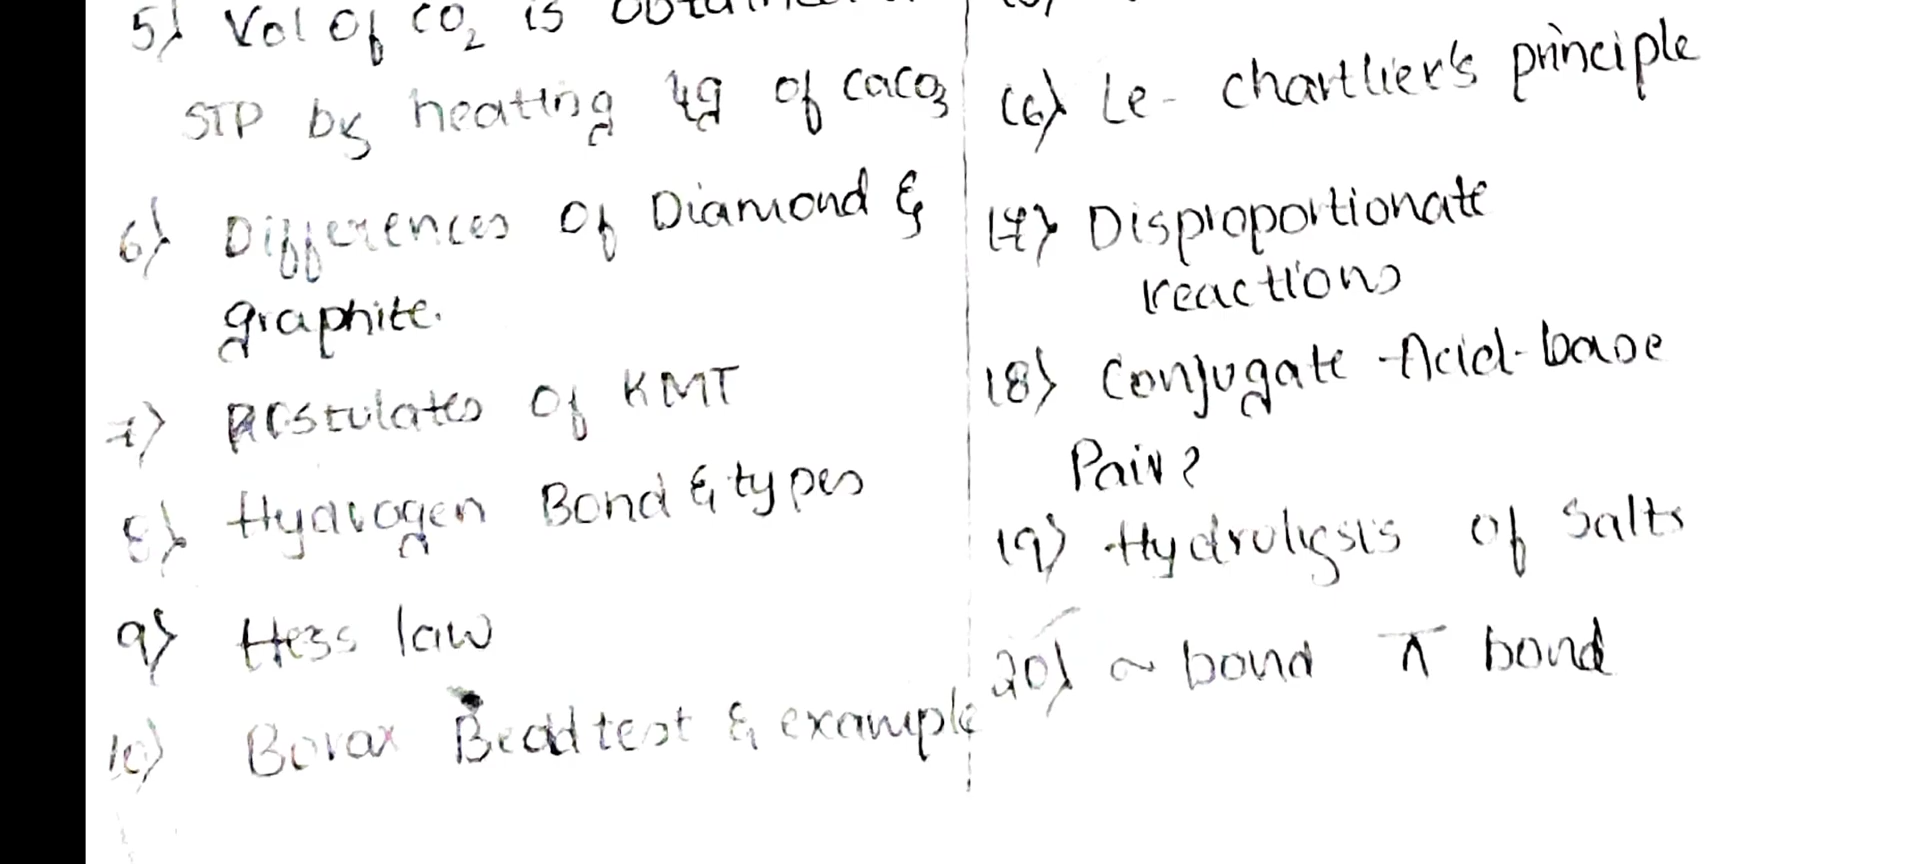 5) Vol Of CO2 is
STP by heating 4g of CaCO3
6) Differences Of Diamond &
graphite.
7) Postulates Of KMT
8) Hydrogen Bond & types
9) Hess law
10) Borax Bead test & example
16) Le- chartlier's principle
17) Disproportionate
reactions
18) Conjugate -Acid-base
Pair?
19) Hydrolysis of Salts
20) ~ bond π bond